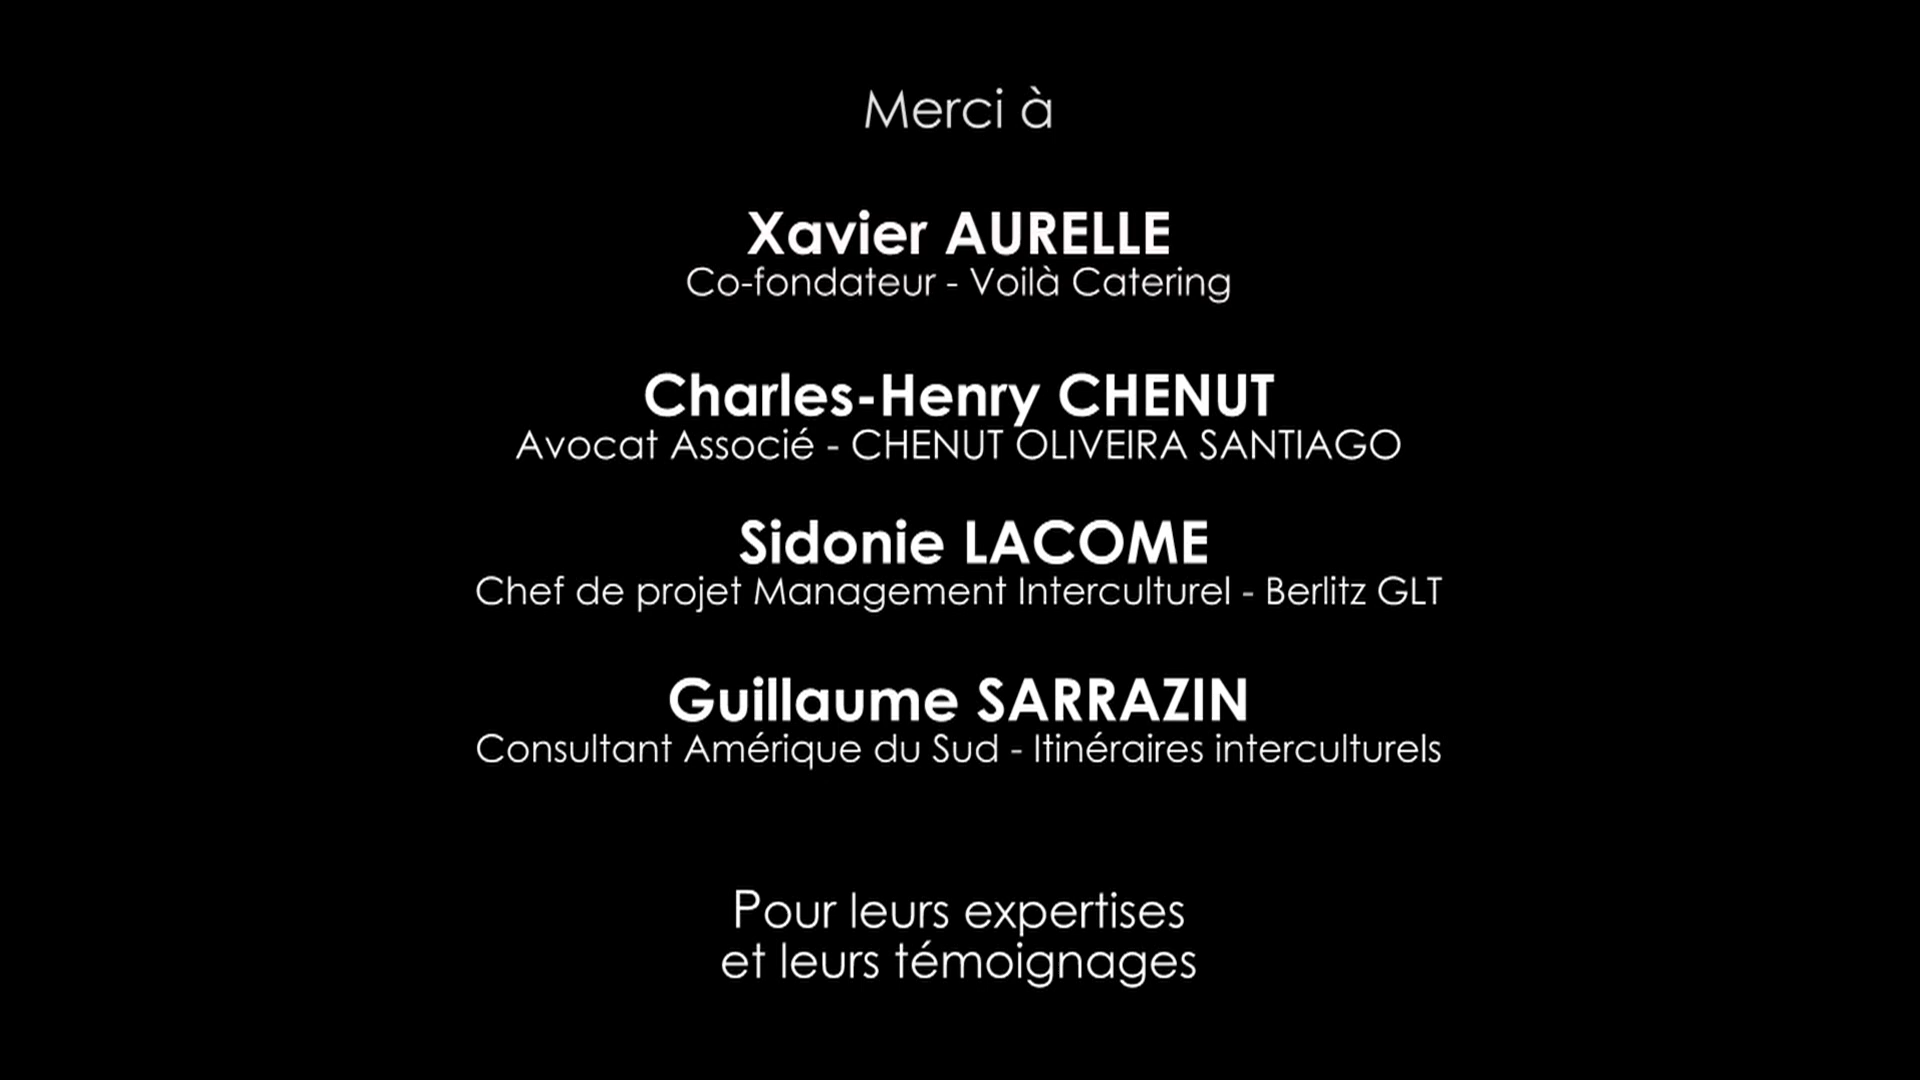 Merci à
Xavier AURELLE
Co-fondateur - Voilà Catering
Charles-Henry CHENUT
Avocat Associé - CHENUT OLIVEIRA SANTIAGO
Sidonie LACOME
Chef de projet Management Interculturel - Berlitz GLT
Guillaume SARRAZIN
Consultant Amérique du Sud - Itinéraires interculturels
Pour leurs expertises
et leurs témoignages